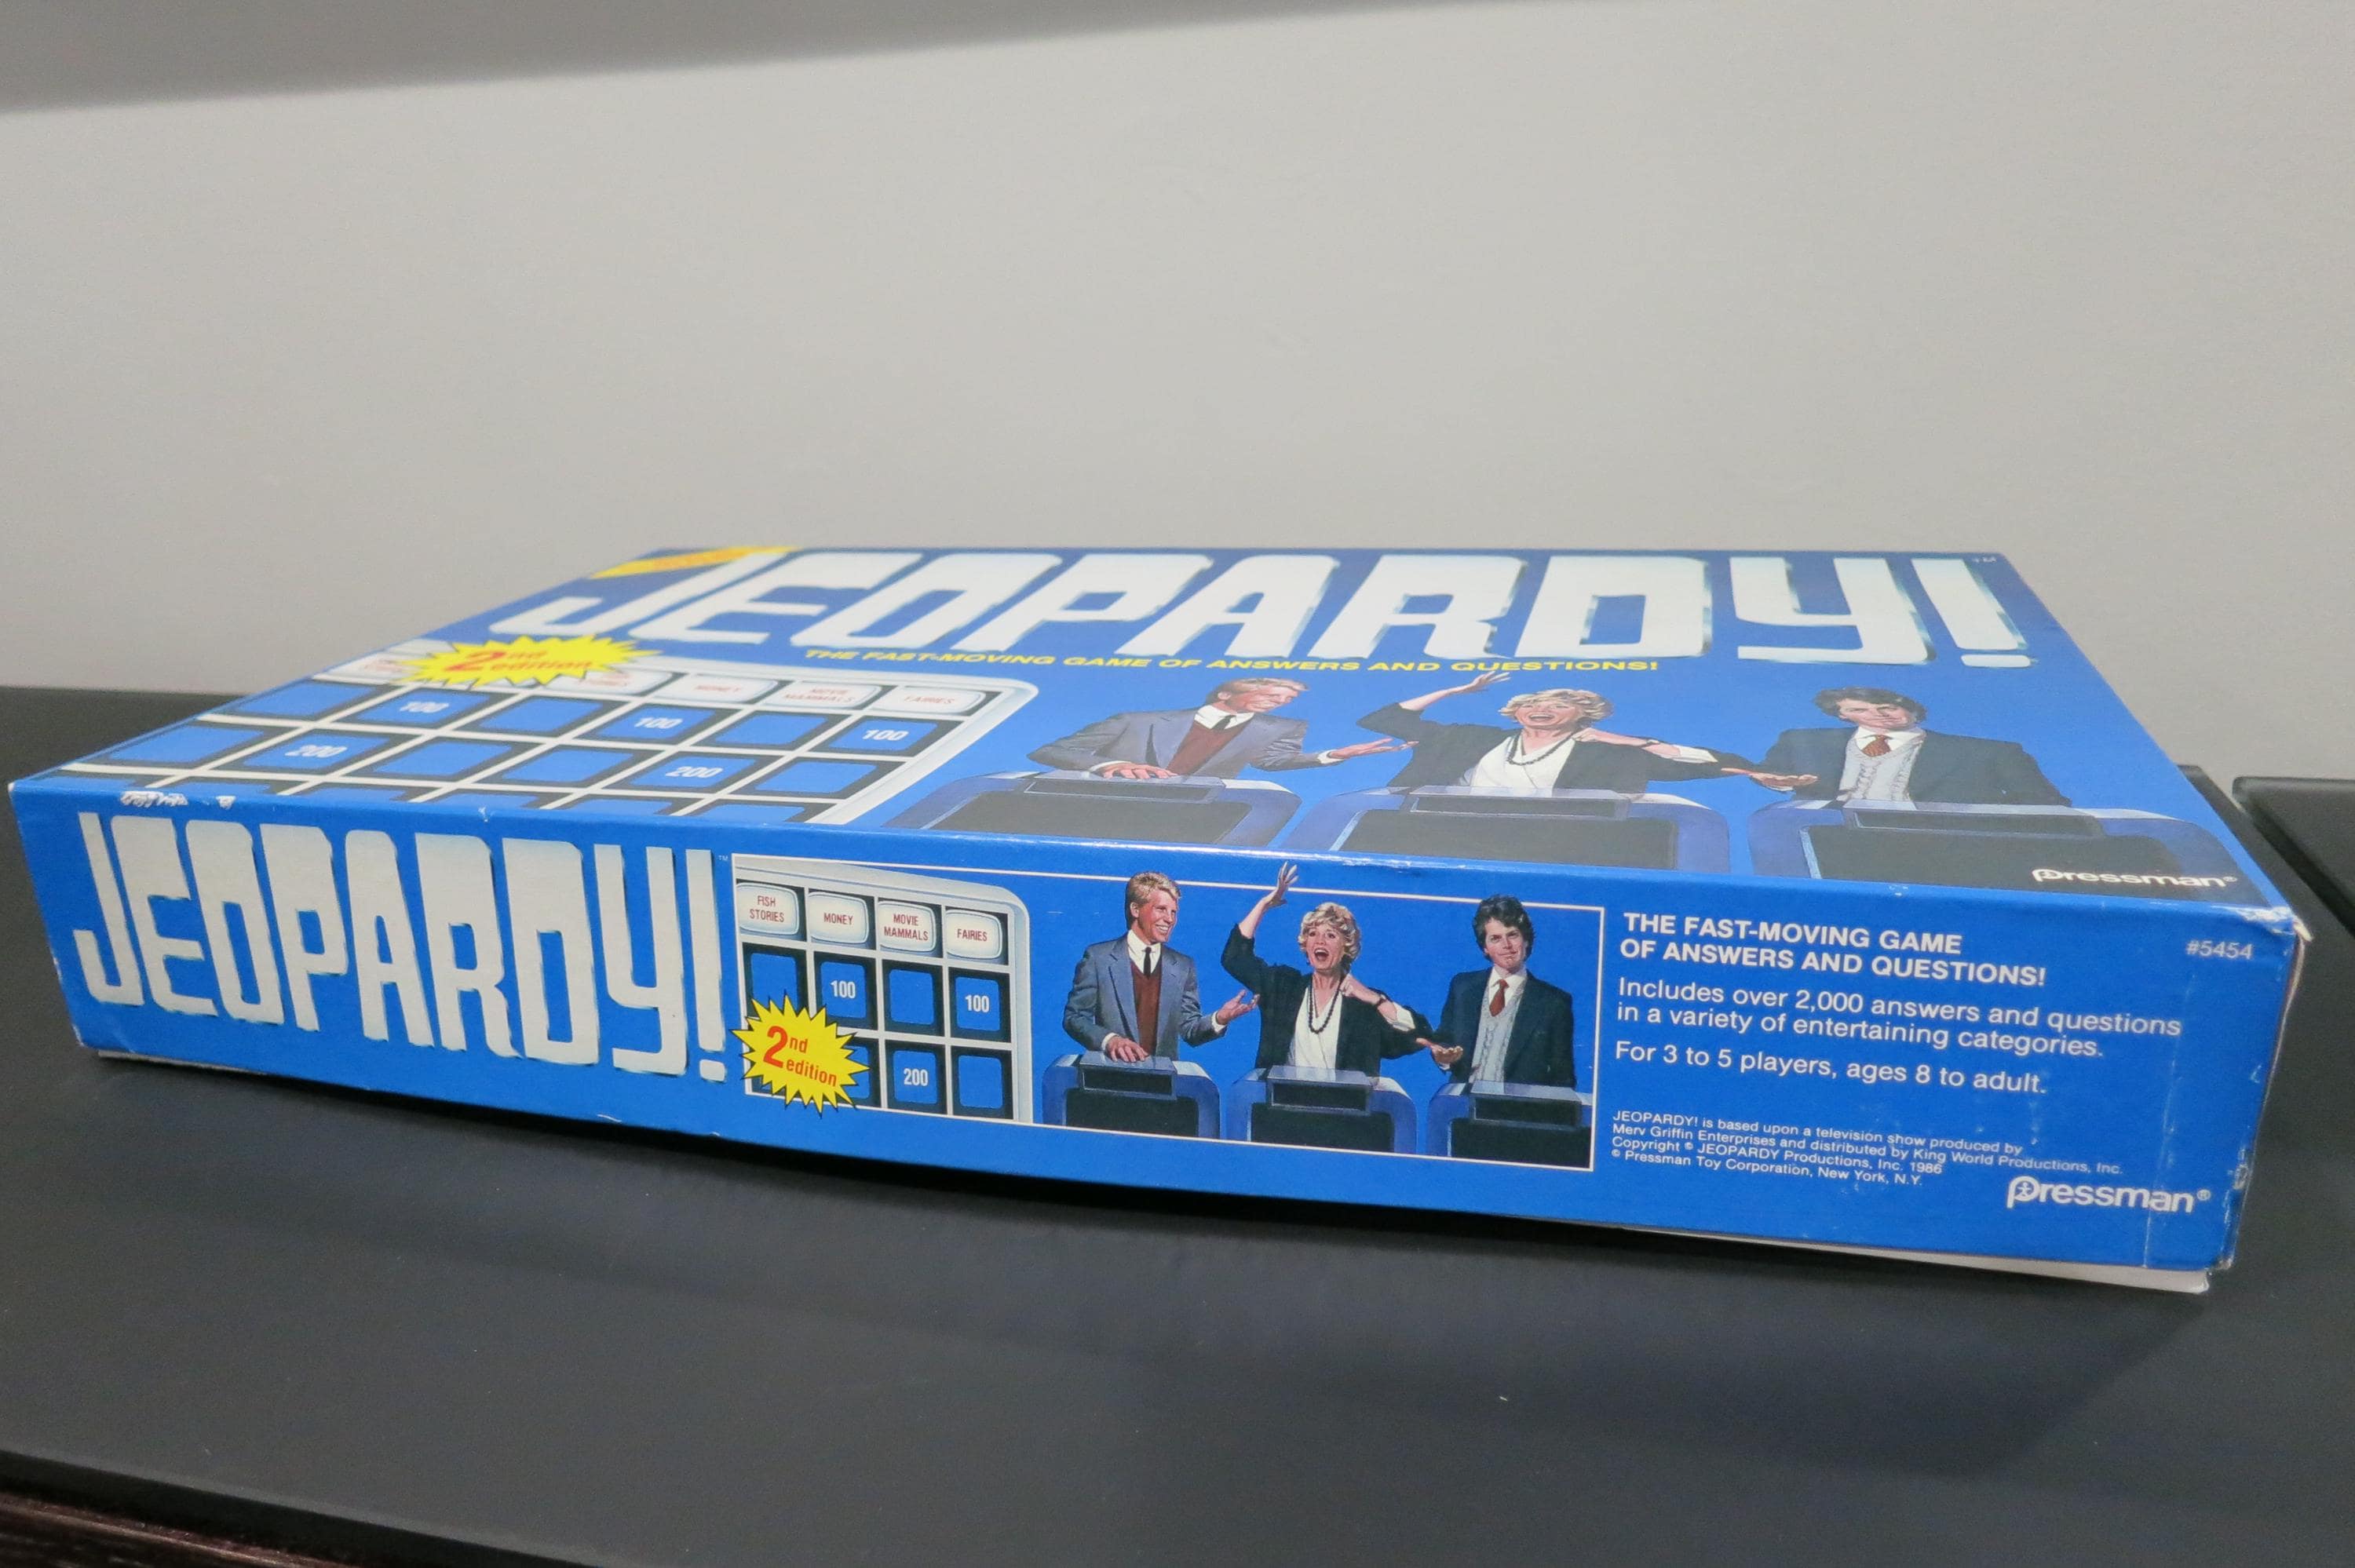 JEOPARDY!
TM
THE FAST-MOVING GAME OF ANSWERS AND QUESTIONS!
2nd
edition
MONEY
MOVIE
MAMMALS
FAIRIES
100
100
100
200
200
Pressman®
JEOPARDY!
TM
FISH
STORIES
MONEY
MOVIE
MAMMALS
FAIRIES
100
100
2nd
edition
200
THE FAST-MOVING GAME
OF ANSWERS AND QUESTIONS!
#5454
Includes over 2,000 answers and questions
in a variety of entertaining categories.
For 3 to 5 players, ages 8 to adult.
JEOPARDY! is based upon a television show produced by
Merv Griffin Enterprises and distributed by King World Productions, Inc.
Copyright © JEOPARDY Productions, Inc. 1986
© Pressman Toy Corporation, New York, N.Y.
Pressman®